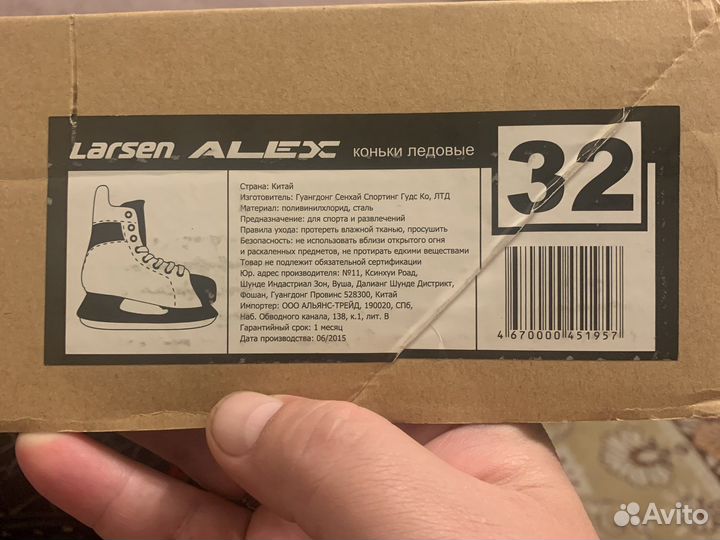 Larsen ALEX коньки ледовые
32
Страна: Китай
Изготовитель: Гуангдонг Сенхай Спортинг Гудс Ко, ЛТД
Материал: поливинилхлорид, сталь
Предназначение: для спорта и развлечений
Правила ухода: протереть влажной тканью, просушить
Безопасность: не использовать вблизи открытого огня
и раскаленных предметов, не протирать едкими веществами
Товар не подлежит обязательной сертификации
Юр. адрес производителя: №11, Ксинхуи Роад,
Шунде Индастриал Зон, Вуша, Далианг Шунде Дистрикт,
Фошан, Гуангдонг Провинс 528300, Китай
Импортер: ООО АЛЬЯНС-ТРЕЙД, 190020, СПб,
Наб. Обводного канала, 138, к.1, лит. В
Гарантийный срок: 1 месяц
Дата производства: 06/2015
4 670000 451957
Avito